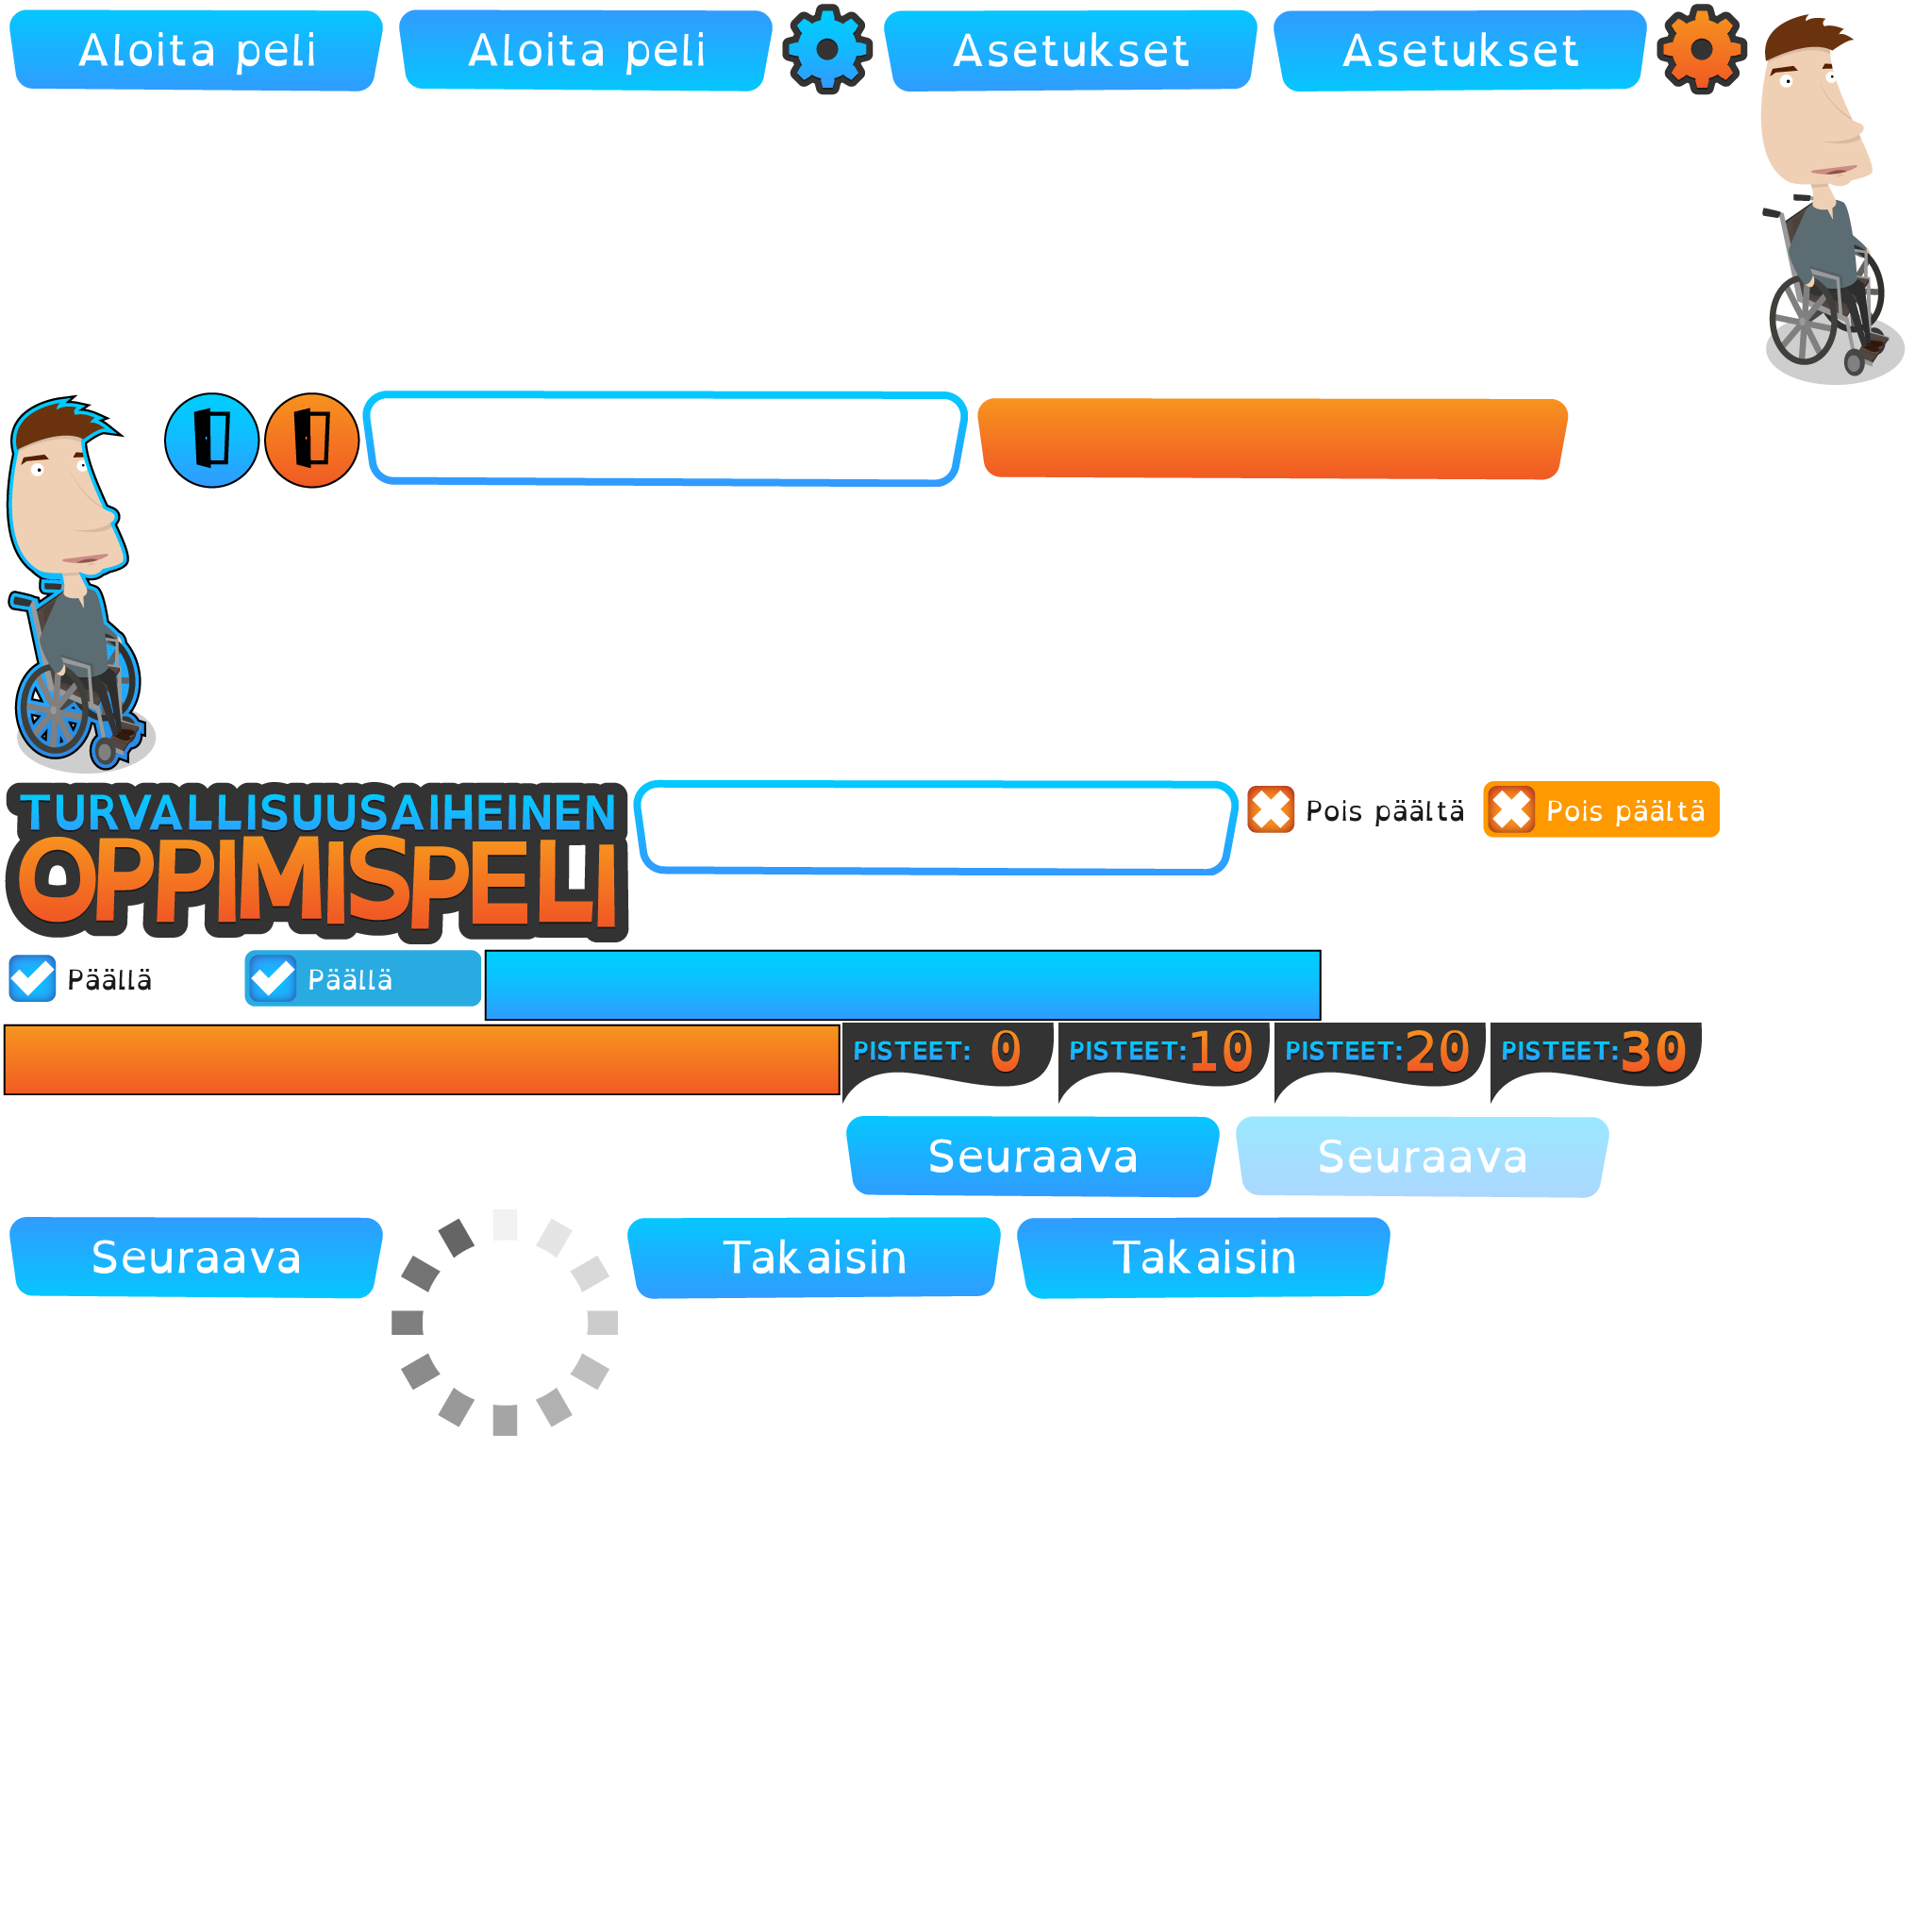 Aloita peli
Aloita peli
Asetukset
Asetukset
TURVALLISUUSAIHEINEN
OPPIMISPELI
Pois päältä
Pois päältä
Päällä
Päällä
PISTEET: 0
PISTEET: 10
PISTEET: 20
PISTEET: 30
Seuraava
Seuraava
Seuraava
Takaisin
Takaisin